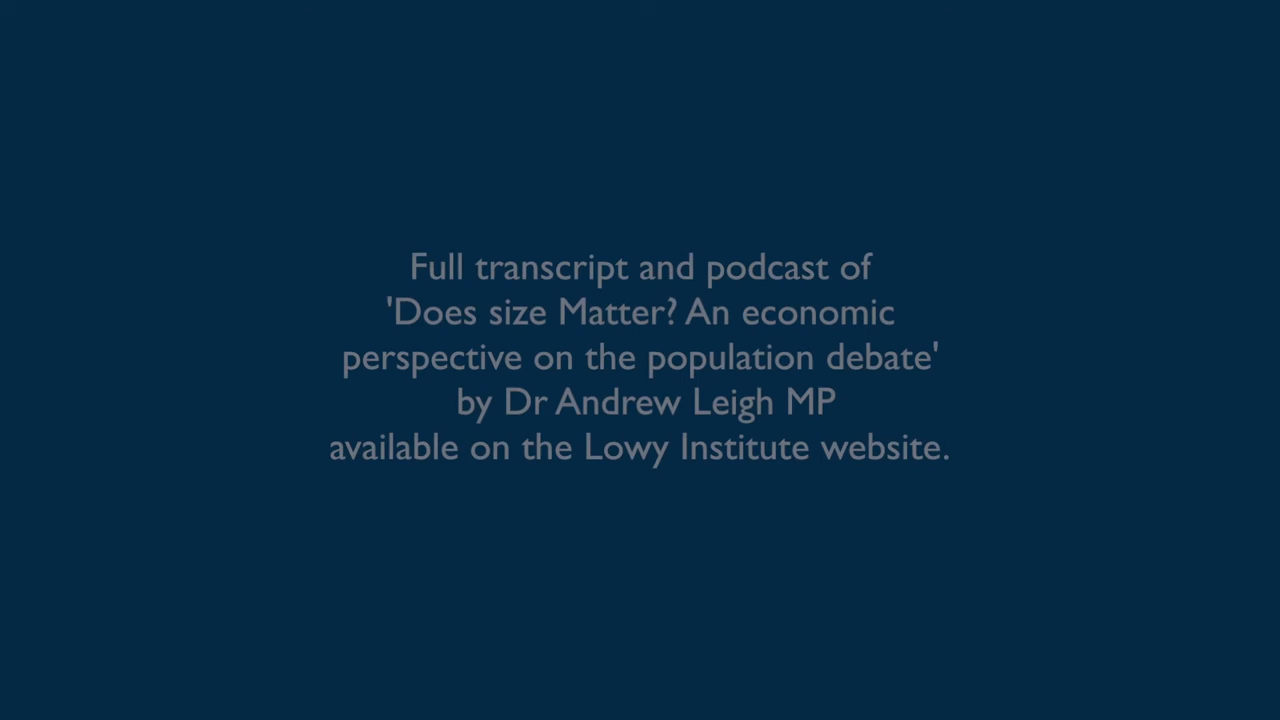 Full transcript and podcast of
'Does size Matter? An economic
perspective on the population debate'
by Dr Andrew Leigh MP
available on the Lowy Institute website.